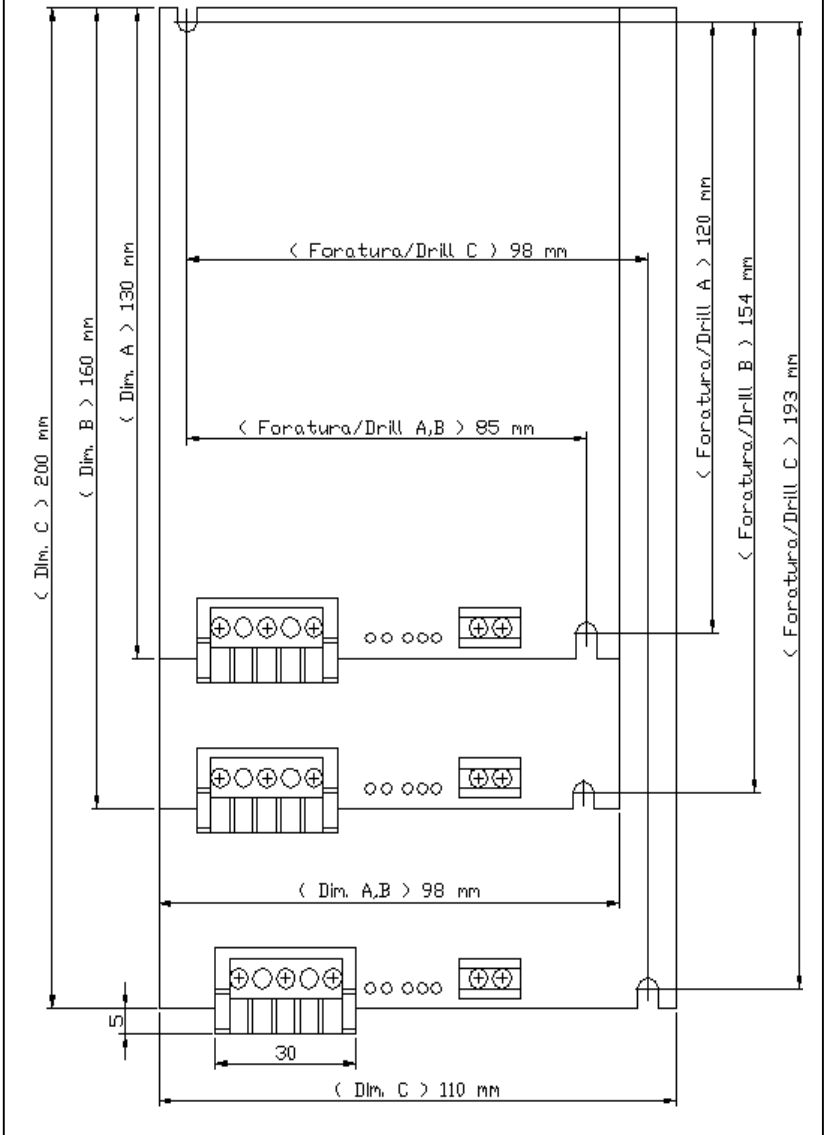 ( Foratura/Drill C ) 98 mm
( Foratura/Drill A,B ) 85 mm
( DIm. C ) 200 mm
( Dim. B ) 160 mm
( Dim. A ) 130 mm
( Foratura/Drill A ) 120 mm
( Foratura/Drill B ) 154 mm
( Foratura/Drill C ) 193 mm
( Dim. A,B ) 98 mm
5
30
( DIm. C ) 110 mm